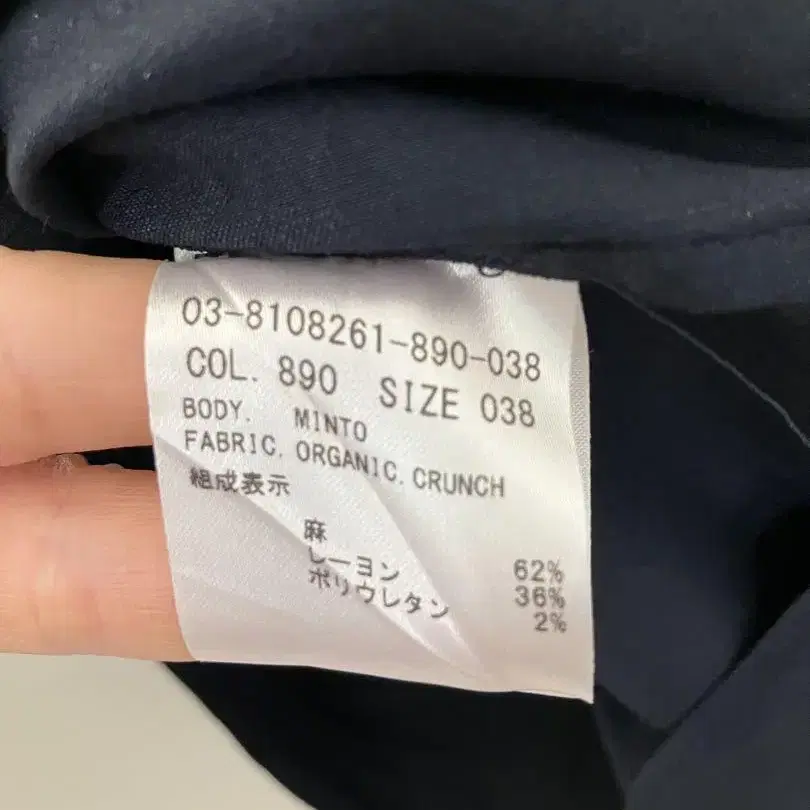 03-8108261-890-038
COL. 890 SIZE 038
BODY. MINTO
FABRIC. ORGANIC. CRUNCH
組成表示
麻 62%
レーヨン 36%
ポリウレタン 2%